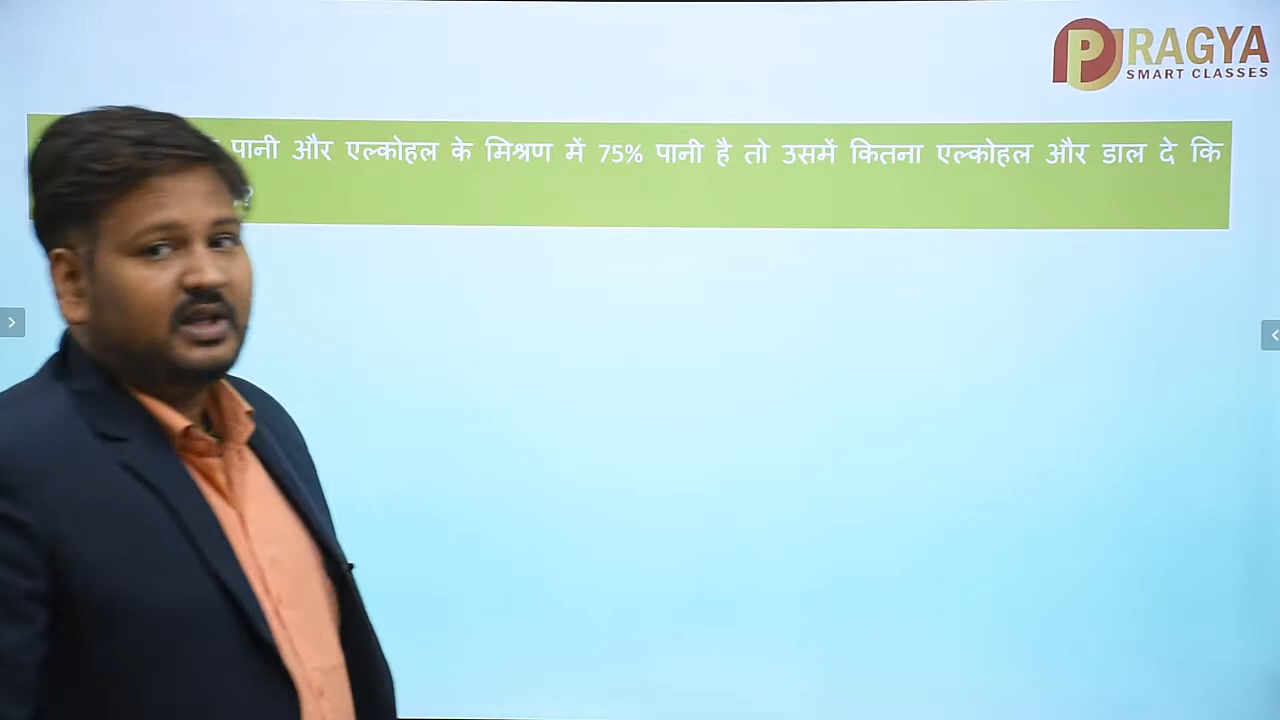 PRAGYA
SMART CLASSES
पानी और एल्कोहल के मिश्रण में 75% पानी है तो उसमें कितना एल्कोहल और डाल दे कि
?